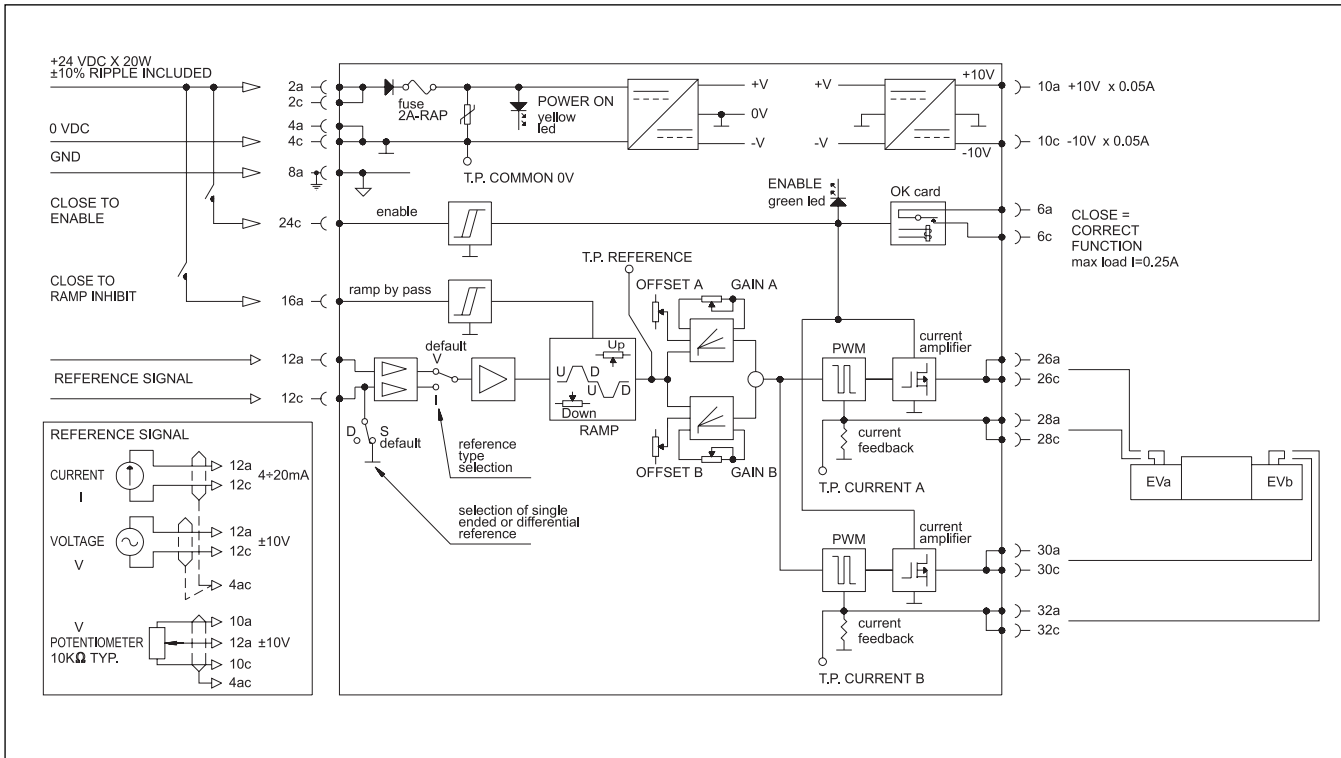 +24 VDC X 20W
±10% RIPPLE INCLUDED
2a
2c
fuse
2A-RAP
POWER ON
yellow
led
+V
0V
-V
+V
-V
+10V
-10V
10a +10V x 0.05A
10c -10V x 0.05A
0 VDC
4a
4c
GND
8a
T.P. COMMON 0V
CLOSE TO
ENABLE
24c
enable
ENABLE
green led
OK card
6a
6c
CLOSE =
CORRECT
FUNCTION
max load I=0.25A
CLOSE TO
RAMP INHIBIT
16a
ramp by pass
T.P. REFERENCE
OFFSET A
GAIN A
REFERENCE SIGNAL
12a
12c
default
V
I
D
S
default
Up
U
D
U
D
Down
RAMP
OFFSET B
GAIN B
reference
type
selection
selection of single
ended or differential
reference
PWM
current
amplifier
26a
26c
28a
28c
current
feedback
T.P. CURRENT A
EVa
EVb
PWM
current
amplifier
30a
30c
32a
32c
current
feedback
T.P. CURRENT B
REFERENCE SIGNAL
CURRENT
I
12a
12c
4÷20mA
VOLTAGE
V
12a
12c
±10V
4ac
V
POTENTIOMETER
10KΩ TYP.
10a
12a ±10V
10c
4ac